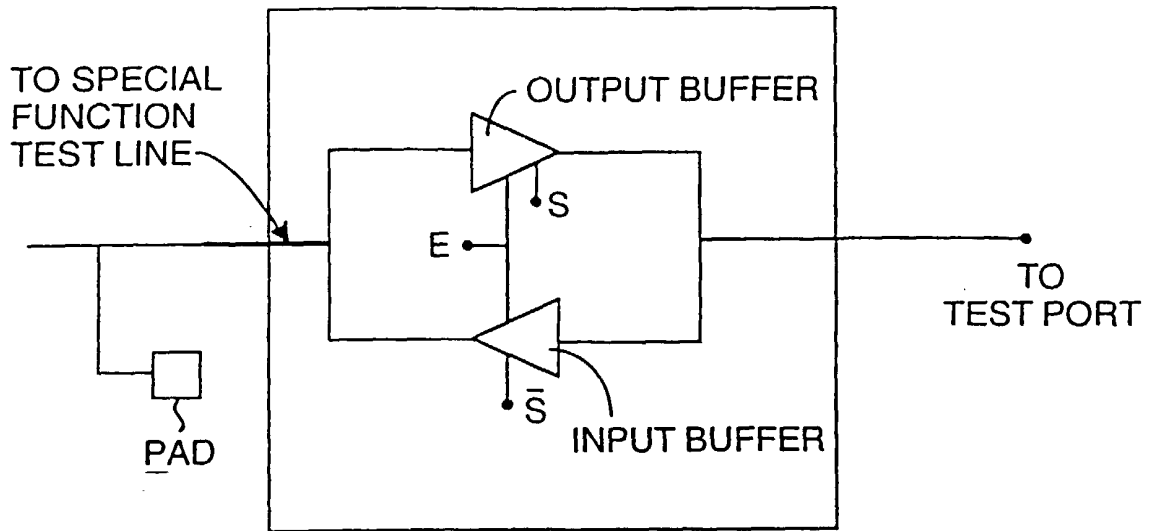 TO SPECIAL
FUNCTION
TEST LINE
OUTPUT BUFFER
S
E
TO
TEST PORT
S̄
INPUT BUFFER
PAD